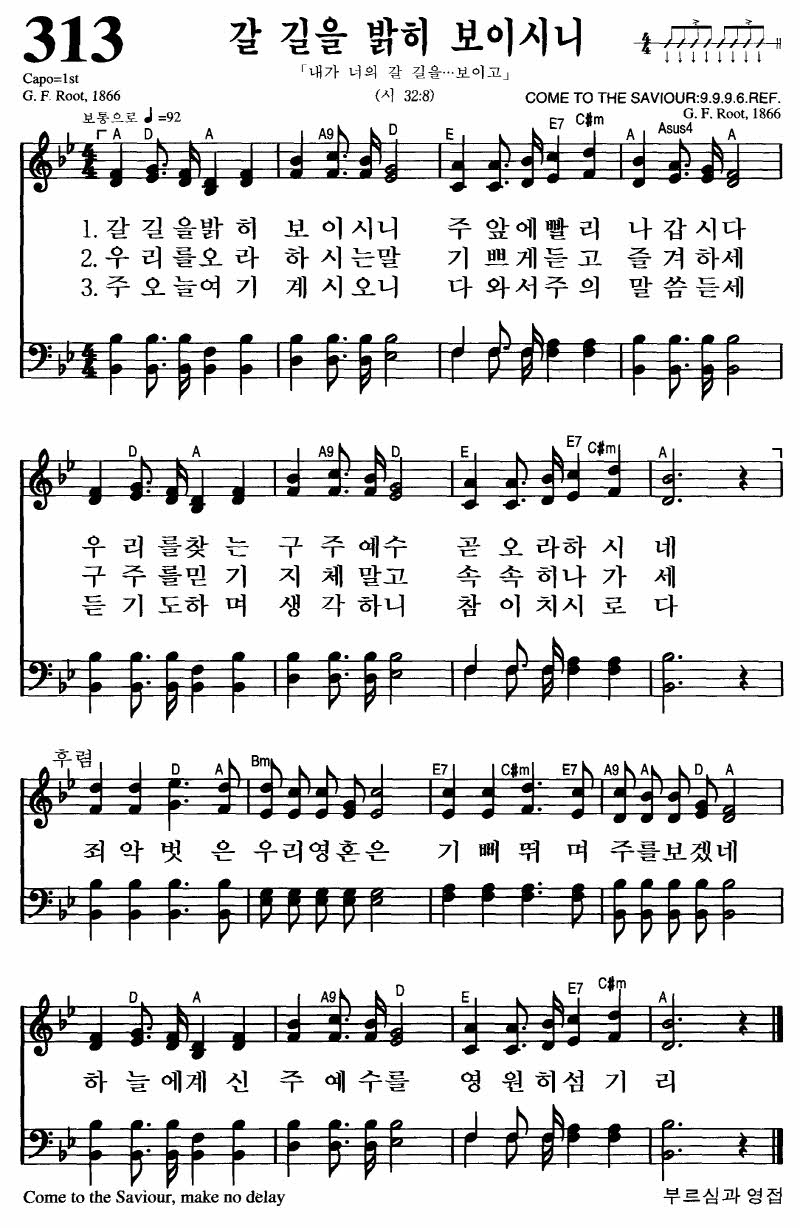 313 갈 길을 밝히 보이시니
Capo=1st 「내가 너의 갈 길을…보이고」
G. F. Root, 1866 (시 32:8) COME TO THE SAVIOUR:9.9.9.6.REF.
G. F. Root, 1866
보통으로 ♩=92
A D A A9 D E E7 C#m A Asus4 A
1. 갈 길을밝 히 보 이시니 주 앞에빨 리 나 갑시다
2. 우 리를오 라 하 시는말 기 쁘게듣 고 즐 겨하세
3. 주 오늘여 기 계 시오니 다 와서주 의 말 씀듣세
D A A9 D E E7 C#m A
우 리 를찾 는 구 주 예수 곧 오 라하 시 네
구 주 를믿 기 지 체 말고 속 속 히나 가 세
듣 기 도하 며 생 각 하니 참 이 치시 로 다
후렴 D A Bm E7 C#m E7 A9 A D A
죄 악 벗 은 우리영혼은 기 뻐 뛰 며 주를보겠네
D A A9 D E E7 C#m A
하 늘 에계 신 주 예 수를 영 원 히섬 기 리
Come to the Saviour, make no delay 부르심과 영접